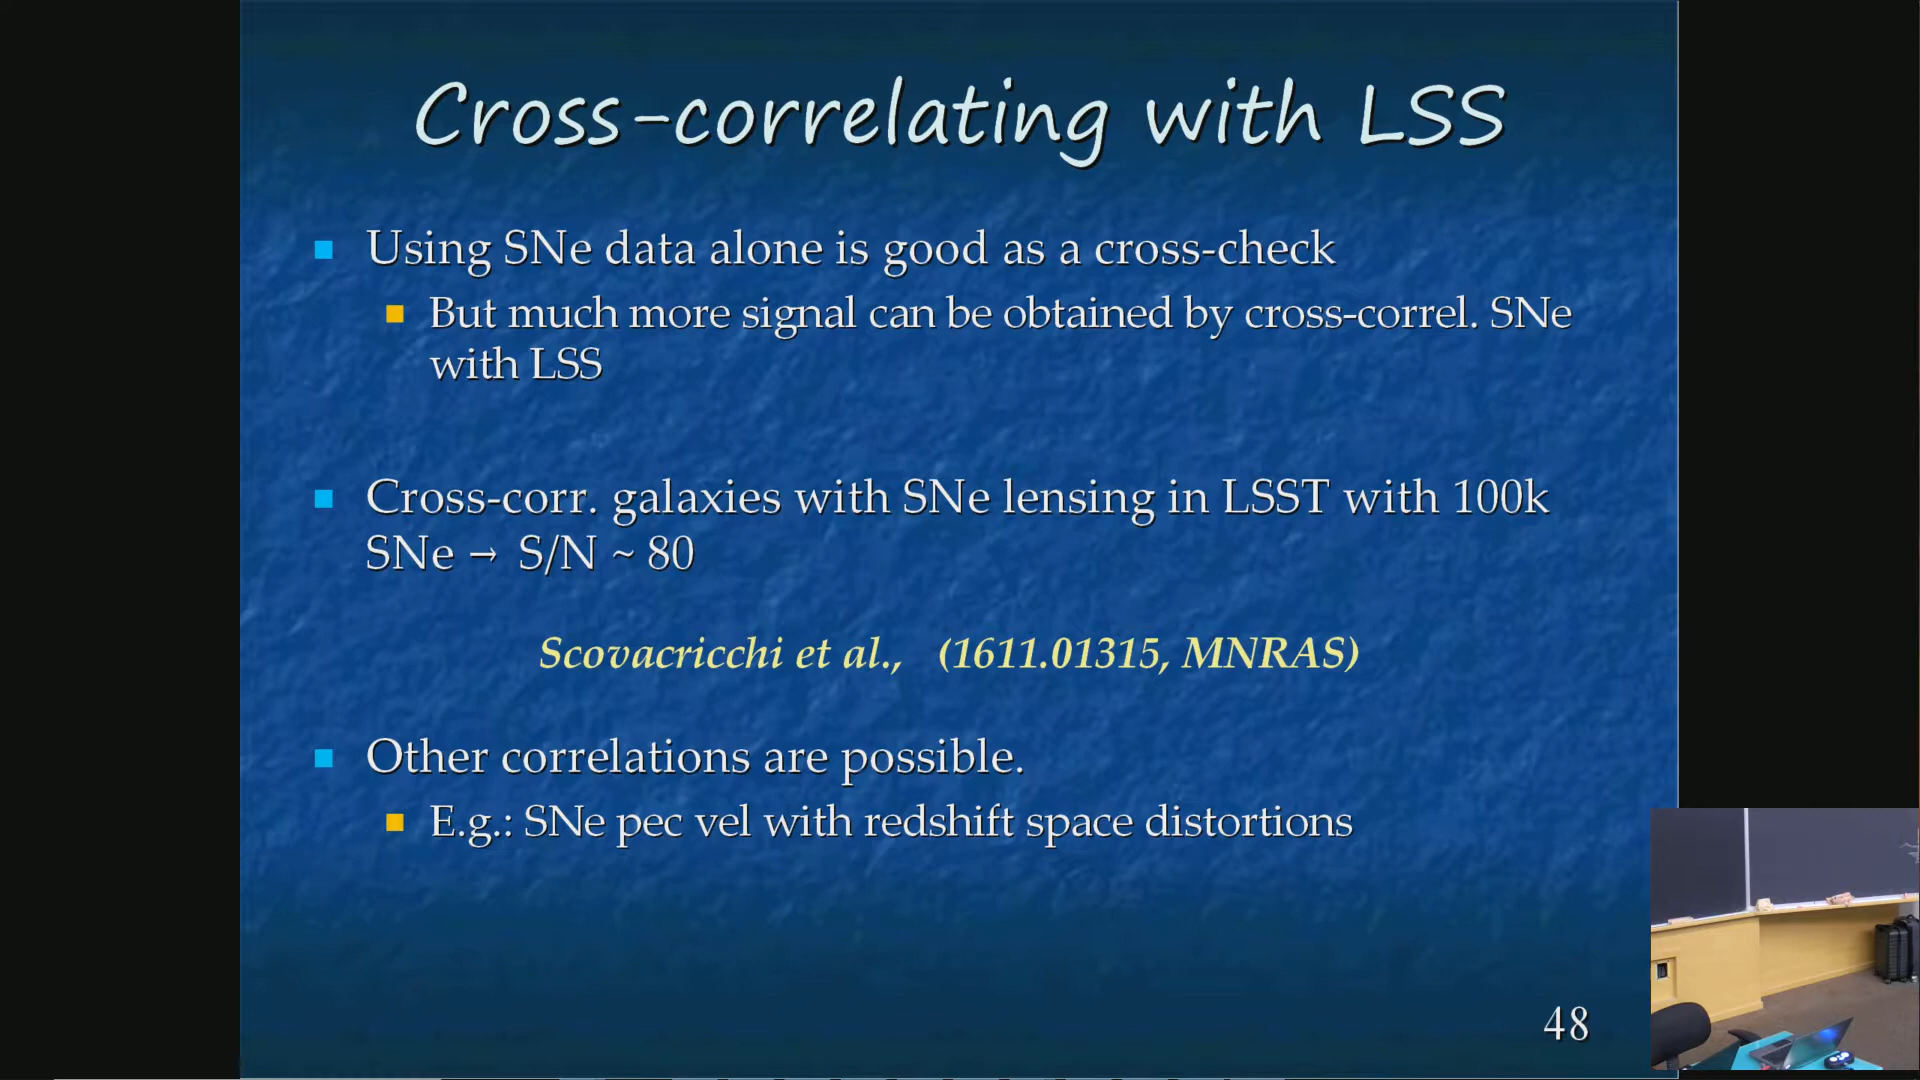 Cross-correlating with LSS
Using SNe data alone is good as a cross-check
But much more signal can be obtained by cross-correl. SNe
with LSS
Cross-corr. galaxies with SNe lensing in LSST with 100k
SNe → S/N ~ 80
Scovacricchi et al., (1611.01315, MNRAS)
Other correlations are possible.
E.g.: SNe pec vel with redshift space distortions
48